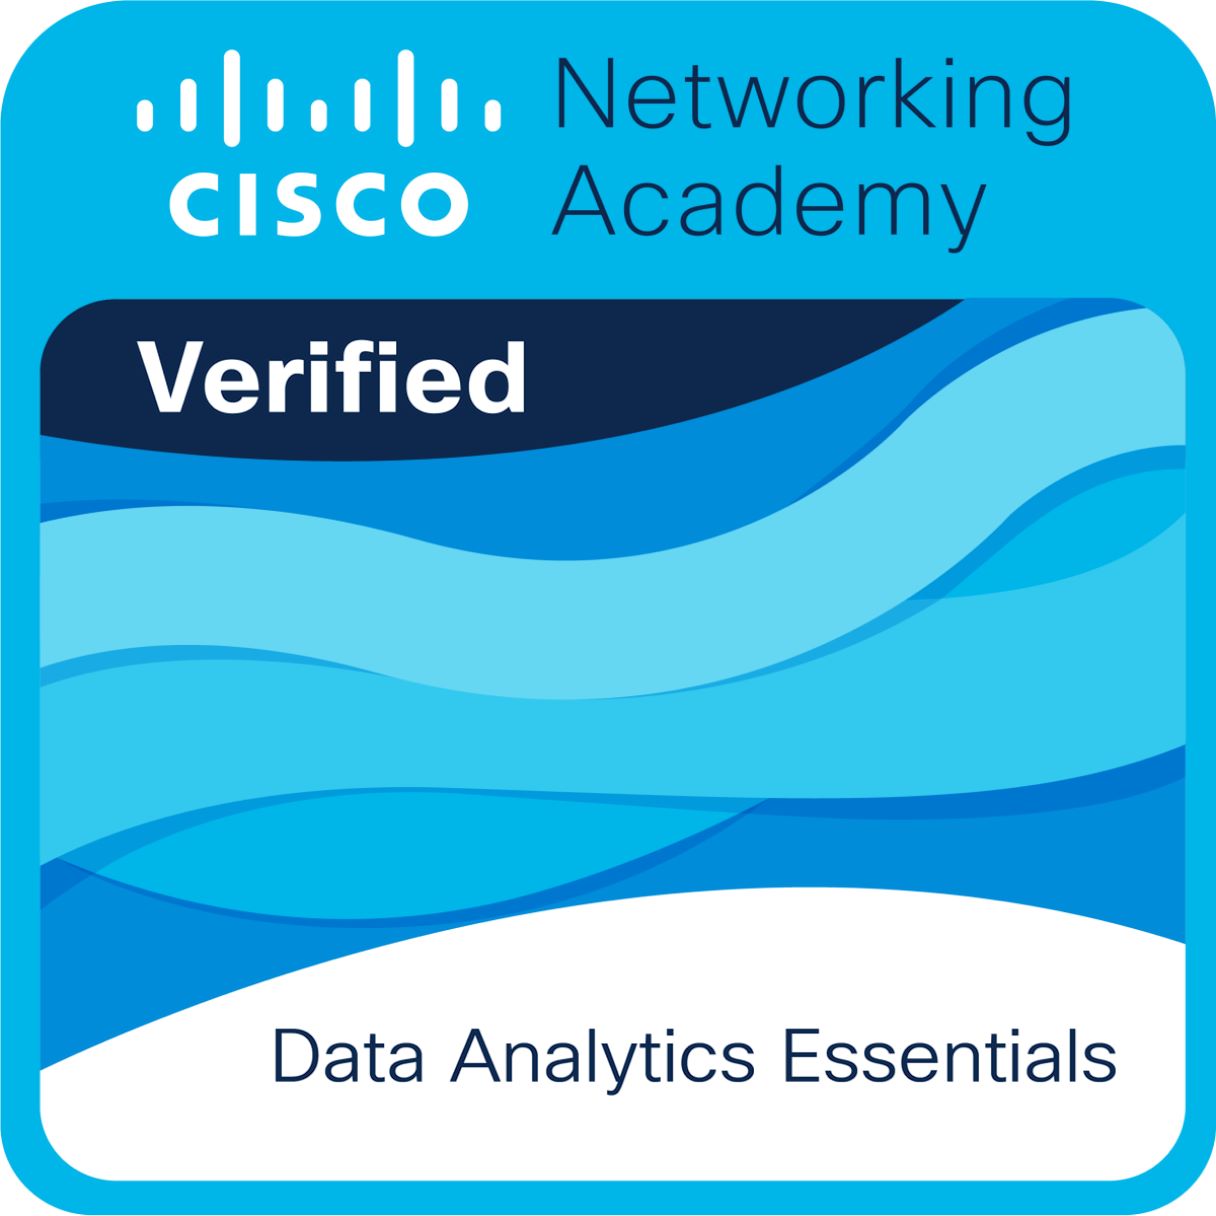 CISCO
Networking
Academy
Verified
Data Analytics Essentials